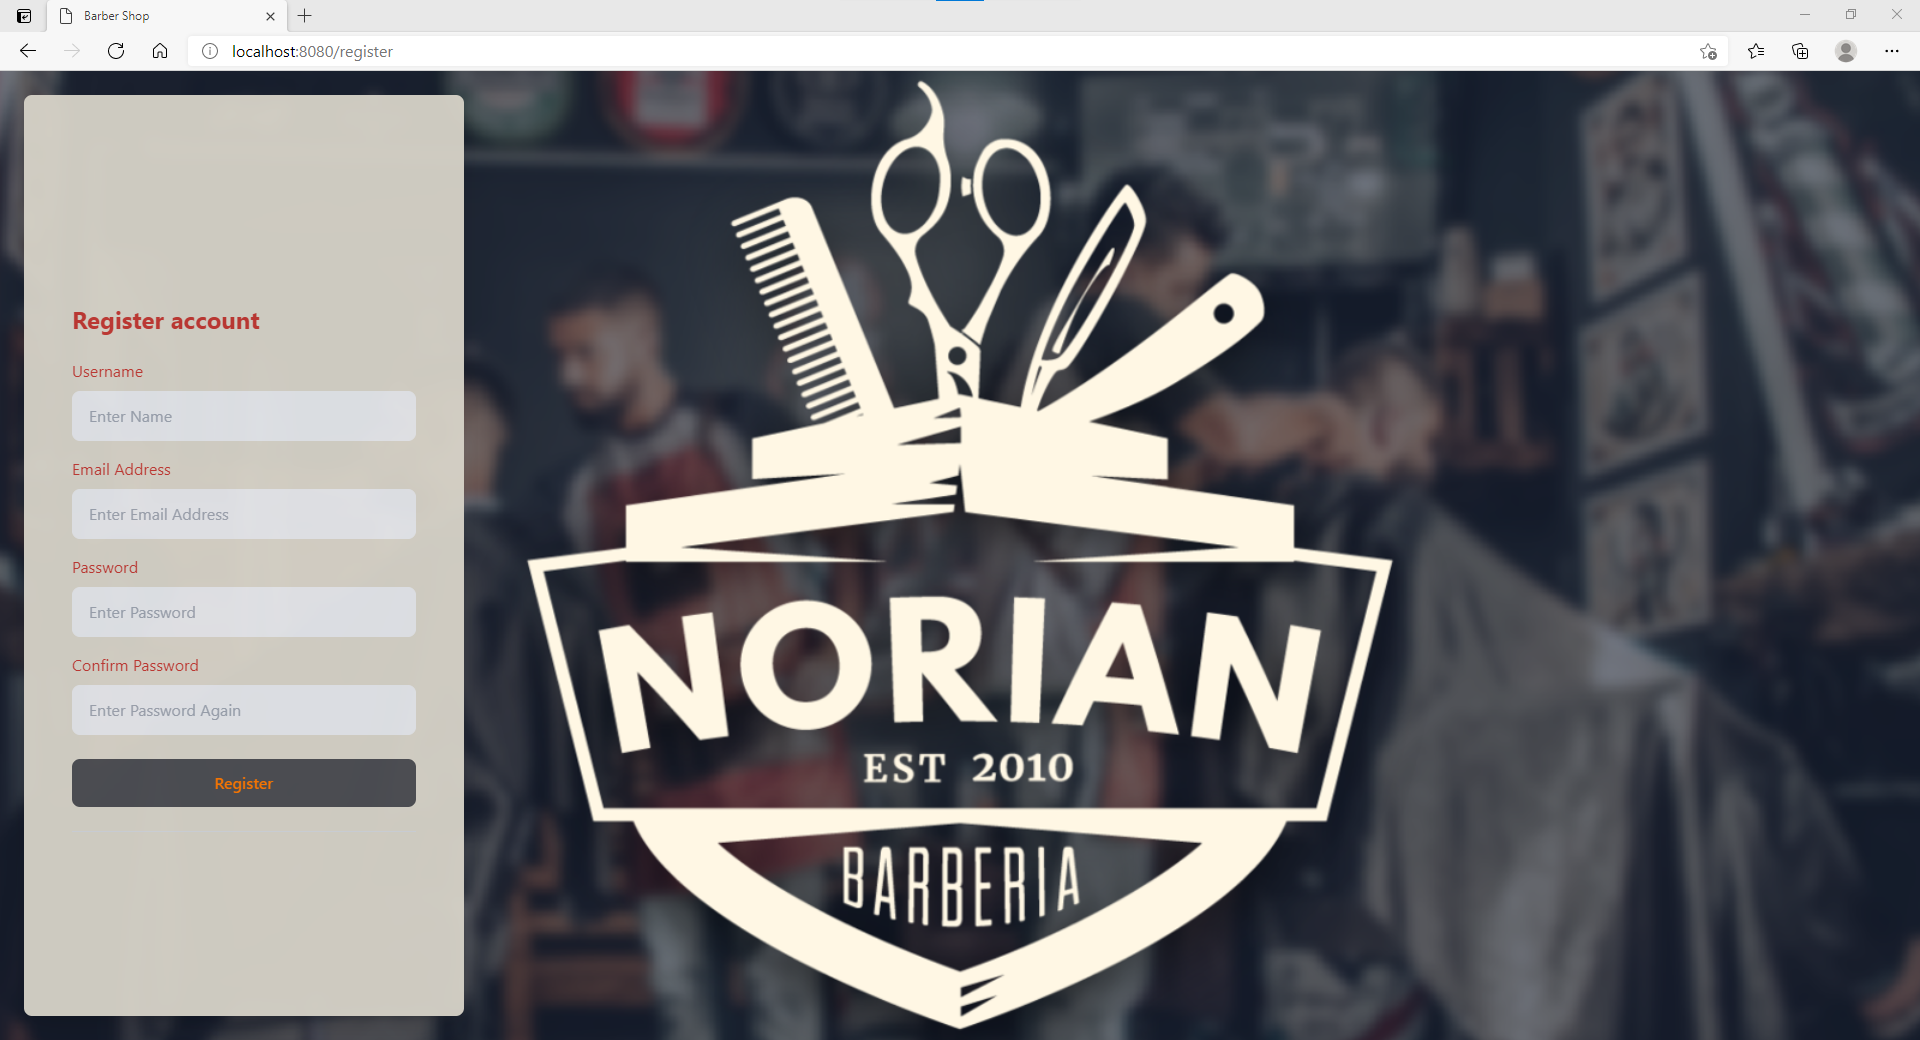 Barber Shop
localhost:8080/register
Register account
Username
Enter Name
Email Address
Enter Email Address
Password
Enter Password
Confirm Password
Enter Password Again
Register
NORIAN
EST 2010
BARBERIA